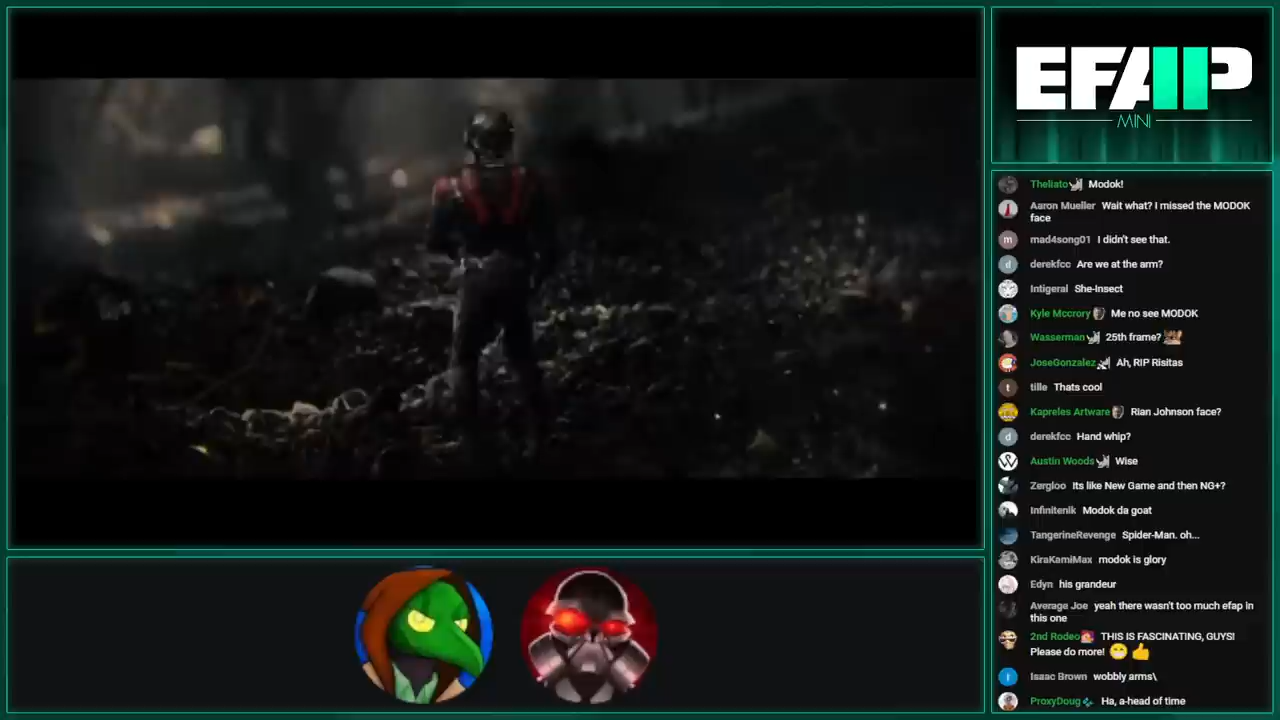 EFAP
MINI
Theliato Modok!
Aaron Mueller Wait what? I missed the MODOK
face
mad4song01 I didn't see that.
derekfcc Are we at the arm?
Intigeral She-Insect
Kyle Mccrory Me no see MODOK
Wasserman 25th frame?
JoseGonzalez Ah, RIP Risitas
tille Thats cool
Kapreles Artware Rian Johnson face?
derekfcc Hand whip?
Austin Woods Wise
Zergloo Its like New Game and then NG+?
Infinitenik Modok da goat
TangerineRevenge Spider-Man. oh...
KiraKamiMax modok is glory
Edyn his grandeur
Average Joe yeah there wasn't too much efap in
this one
2nd Rodeo THIS IS FASCINATING, GUYS!
Please do more! 😁 👍
Isaac Brown wobbly arms\
ProxyDoug Ha, a-head of time